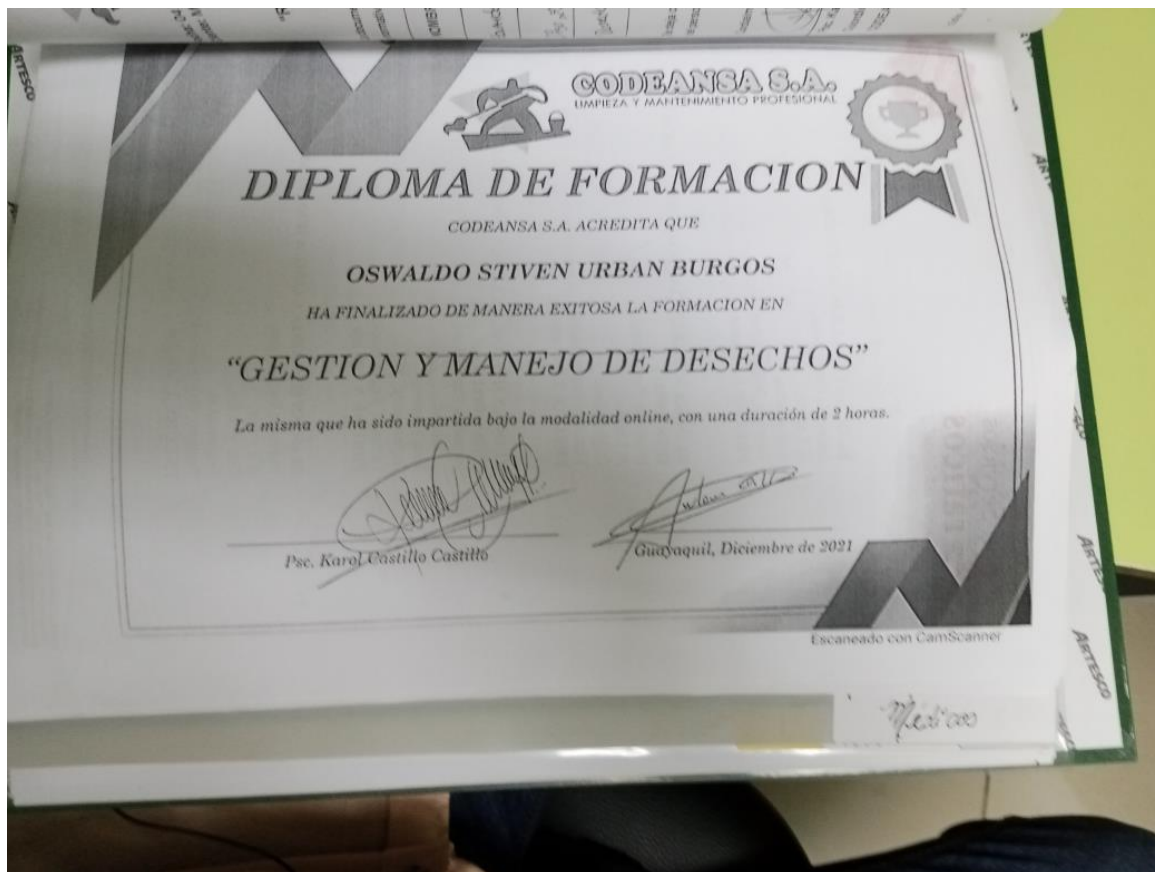 CODEANSA S.A.
LIMPIEZA Y MANTENIMIENTO PROFESIONAL
DIPLOMA DE FORMACION
CODEANSA S.A. ACREDITA QUE
OSWALDO STIVEN URBAN BURGOS
HA FINALIZADO DE MANERA EXITOSA LA FORMACION EN
“GESTION Y MANEJO DE DESECHOS”
La misma que ha sido impartida bajo la modalidad online, con una duración de 2 horas.
Psc. Karol Castillo Castillo
Guayaquil, Diciembre de 2021
Escaneado con CamScanner
Médicos
ARTESCO
ARTESCO